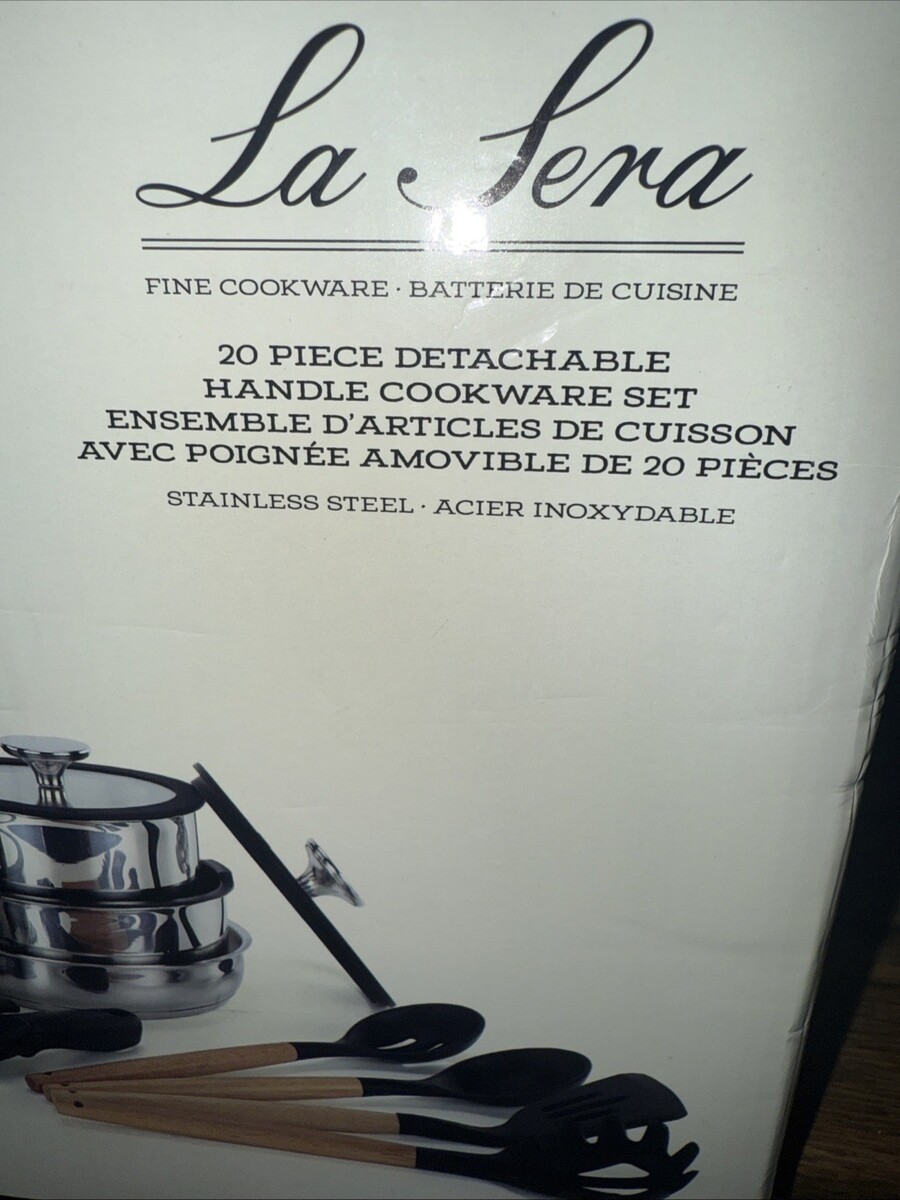 La Sera
FINE COOKWARE · BATTERIE DE CUISINE
20 PIECE DETACHABLE
HANDLE COOKWARE SET
ENSEMBLE D'ARTICLES DE CUISSON
AVEC POIGNÉE AMOVIBLE DE 20 PIÈCES
STAINLESS STEEL · ACIER INOXYDABLE